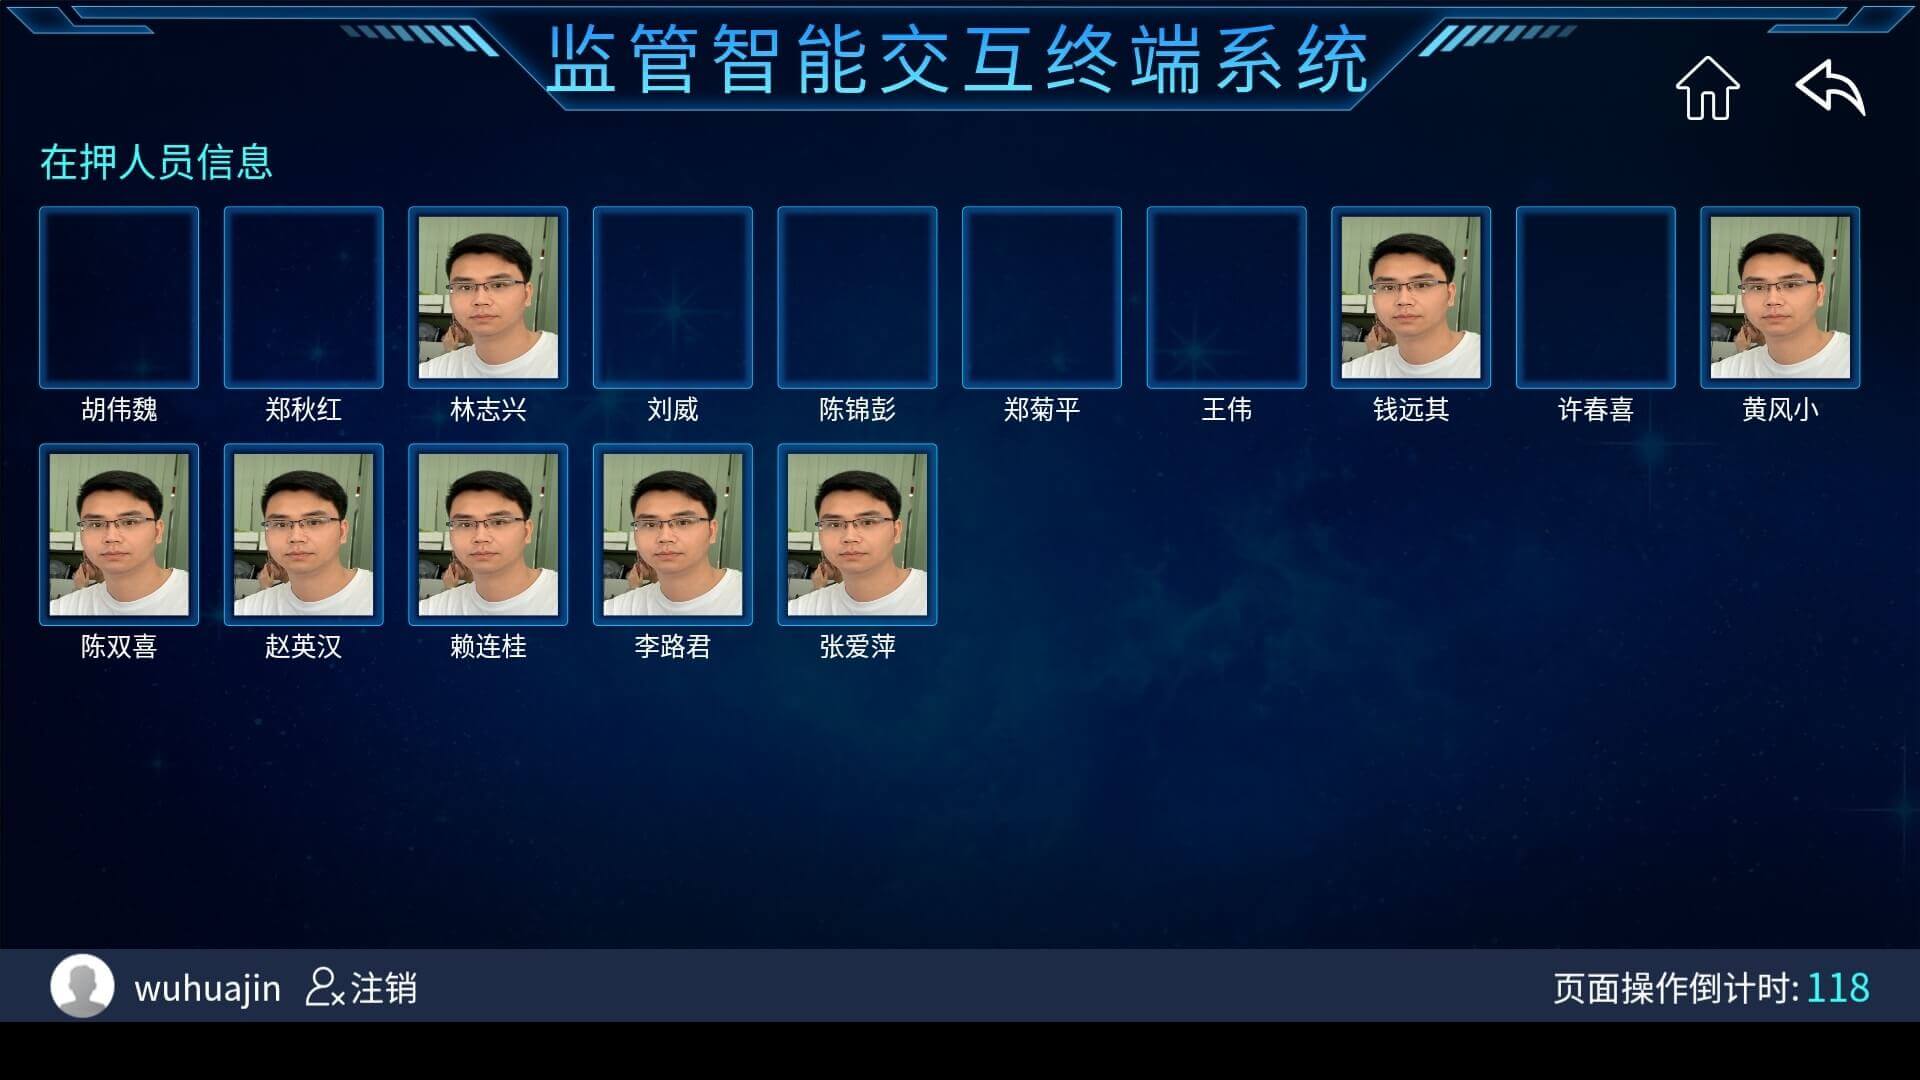 监管智能交互终端系统
在押人员信息
胡伟魏 郑秋红 林志兴 刘威 陈锦彭 郑菊平 王伟 钱远其 许春喜 黄风小
陈双喜 赵英汉 赖连桂 李路君 张爱萍
wuhuajin 注销 页面操作倒计时: 118